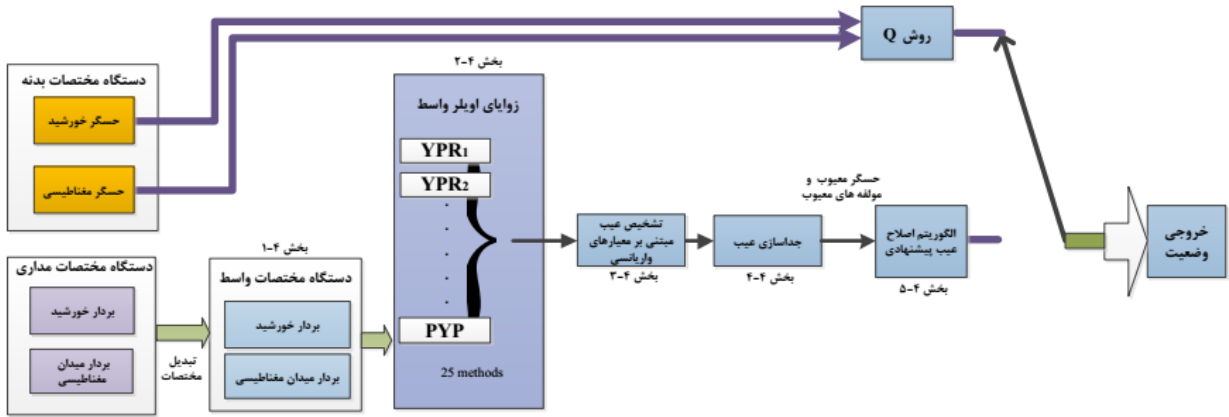 روش Q
بخش ۴-۲
دستگاه مختصات بدنه
حسگر خورشید
حسگر مغناطیسی
زوایای اویلر واسط
YPR1
YPR2
.
.
.
.
.
.
.
.
PYP
25 methods
حسگر معیوب و
مولفه های معیوب
تشخیص عیب
مبتنی بر معیارهای
واریانسی
بخش ۴-۳
جداسازی عیب
بخش ۴-۴
الگوریتم اصلاح
عیب پیشنهادی
بخش ۴-۵
خروجی
وضعیت
بخش ۴-۱
دستگاه مختصات مداری
بردار خورشید
بردار میدان
مغناطیسی
تبدیل
مختصات
دستگاه مختصات واسط
بردار خورشید
بردار میدان مغناطیسی